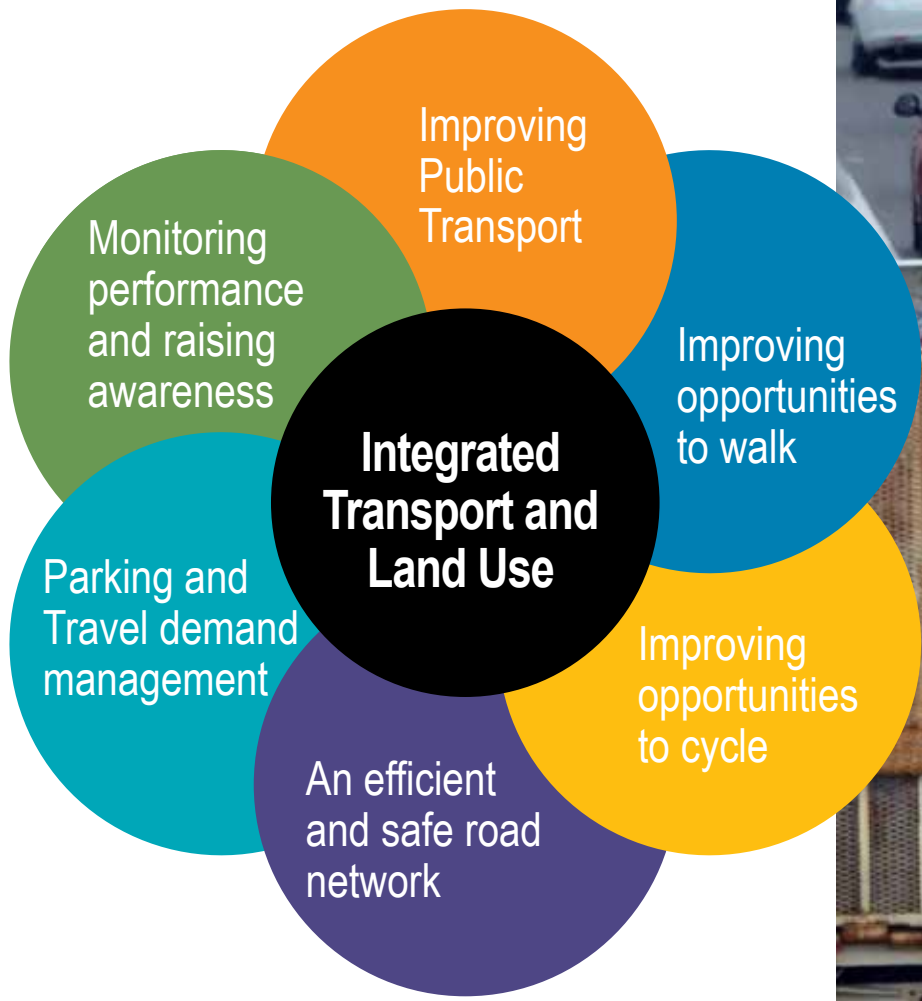 Improving
Public
Transport
Improving
opportunities
to walk
Improving
opportunities
to cycle
An efficient
and safe road
network
Parking and
Travel demand
management
Monitoring
performance
and raising
awareness
Integrated
Transport and
Land Use